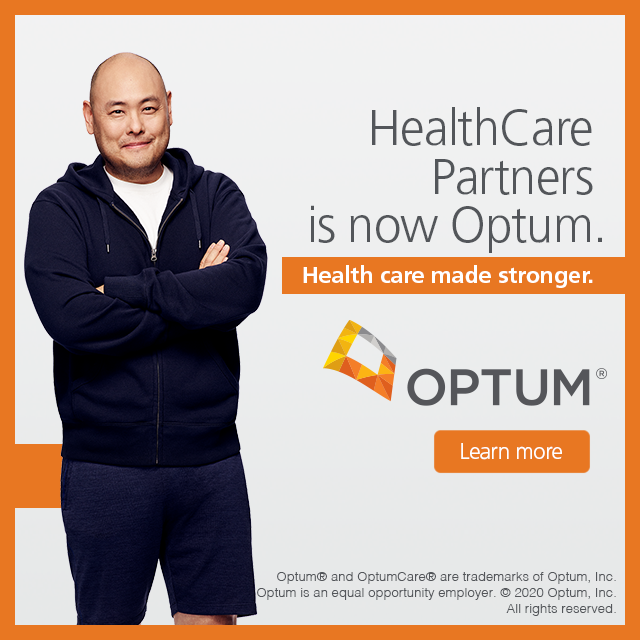 HealthCare
Partners
is now Optum.
Health care made stronger.
OPTUM®
Learn more
Optum® and OptumCare® are trademarks of Optum, Inc.
Optum is an equal opportunity employer. © 2020 Optum, Inc.
All rights reserved.